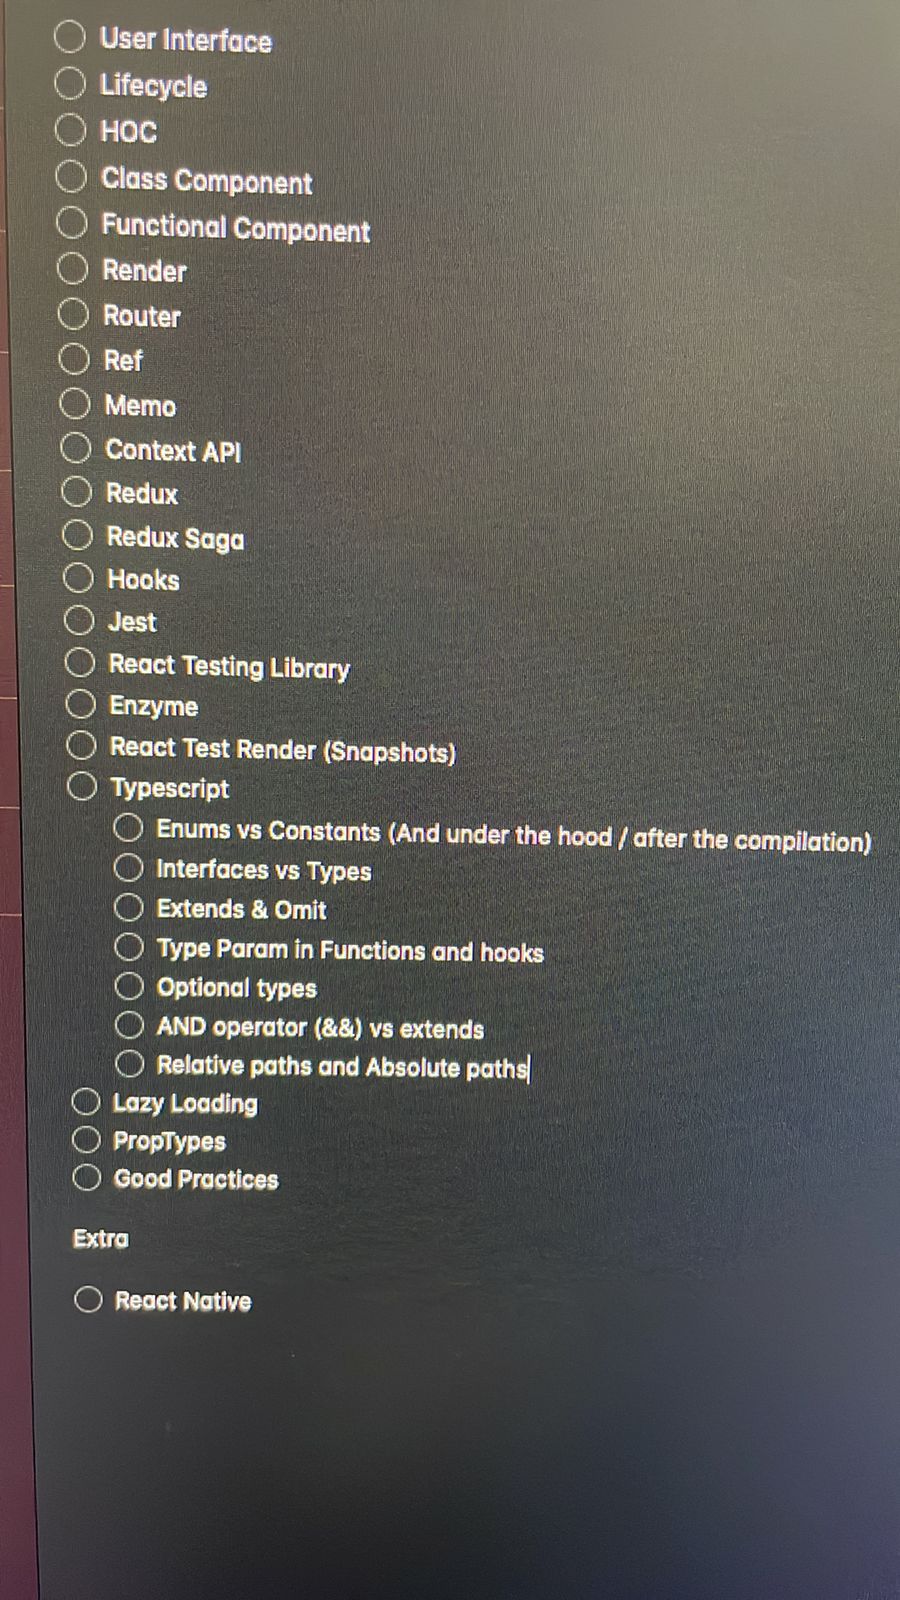 User Interface
Lifecycle
HOC
Class Component
Functional Component
Render
Router
Ref
Memo
Context API
Redux
Redux Saga
Hooks
Jest
React Testing Library
Enzyme
React Test Render (Snapshots)
Typescript
Enums vs Constants (And under the hood / after the compilation)
Interfaces vs Types
Extends & Omit
Type Param in Functions and hooks
Optional types
AND operator (&&) vs extends
Relative paths and Absolute paths
Lazy Loading
PropTypes
Good Practices
Extra
React Native